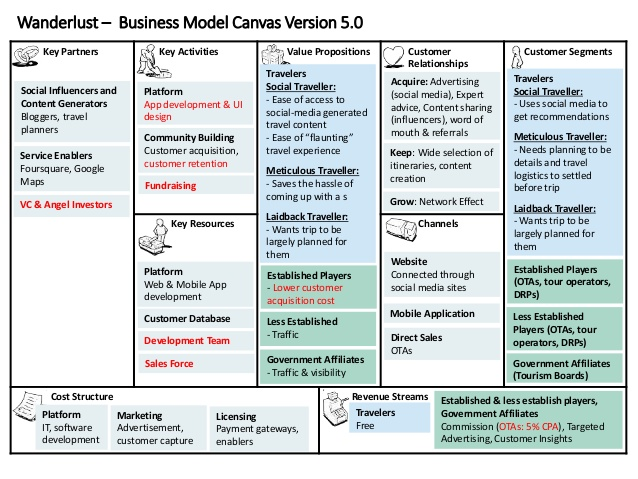 Wanderlust – Business Model Canvas Version 5.0
Key Partners
Social Influencers and
Content Generators
Bloggers, travel
planners
Service Enablers
Foursquare, Google
Maps
VC & Angel Investors
Key Activities
Platform
App development & UI
design
Community Building
Customer acquisition,
customer retention
Fundraising
Key Resources
Platform
Web & Mobile App
development
Customer Database
Development Team
Sales Force
Value Propositions
Travelers
Social Traveller:
- Ease of access to
social-media generated
travel content
- Ease of “flaunting”
travel experience
Meticulous Traveller:
- Saves the hassle of
coming up with a s
Laidback Traveller:
- Wants trip to be
largely planned for
them
Established Players
- Lower customer
acquisition cost
Less Established
- Traffic
Government Affiliates
- Traffic & visibility
Customer
Relationships
Acquire: Advertising
(social media), Expert
advice, Content sharing
(influencers), word of
mouth & referrals
Keep: Wide selection of
itineraries, content
creation
Grow: Network Effect
Channels
Website
Connected through
social media sites
Mobile Application
Direct Sales
OTAs
Customer Segments
Travelers
Social Traveller:
- Uses social media to
get recommendations
Meticulous Traveller:
- Needs planning to be
details and travel
logistics to settled
before trip
Laidback Traveller:
- Wants trip to be
largely planned for
them
Established Players
(OTAs, tour operators,
DRPs)
Less Established
Players (OTAs, tour
operators, DRPs)
Government Affiliates
(Tourism Boards)
Cost Structure
Platform
IT, software
development
Marketing
Advertisement,
customer capture
Licensing
Payment gateways,
enablers
Revenue Streams
Travelers
Free
Established & less establish players,
Government Affiliates
Commission (OTAs: 5% CPA), Targeted
Advertising, Customer Insights